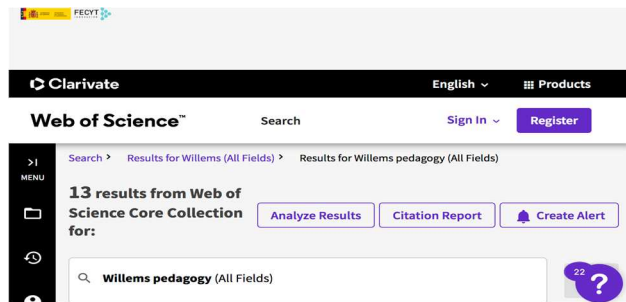 FECYT
Clarivate
English
Products
Web of Science™
Search
Sign In
Register
MENU
Search > Results for Willems (All Fields) > Results for Willems pedagogy (All Fields)
13 results from Web of
Science Core Collection
for:
Analyze Results
Citation Report
Create Alert
Willems pedagogy (All Fields)
22
?